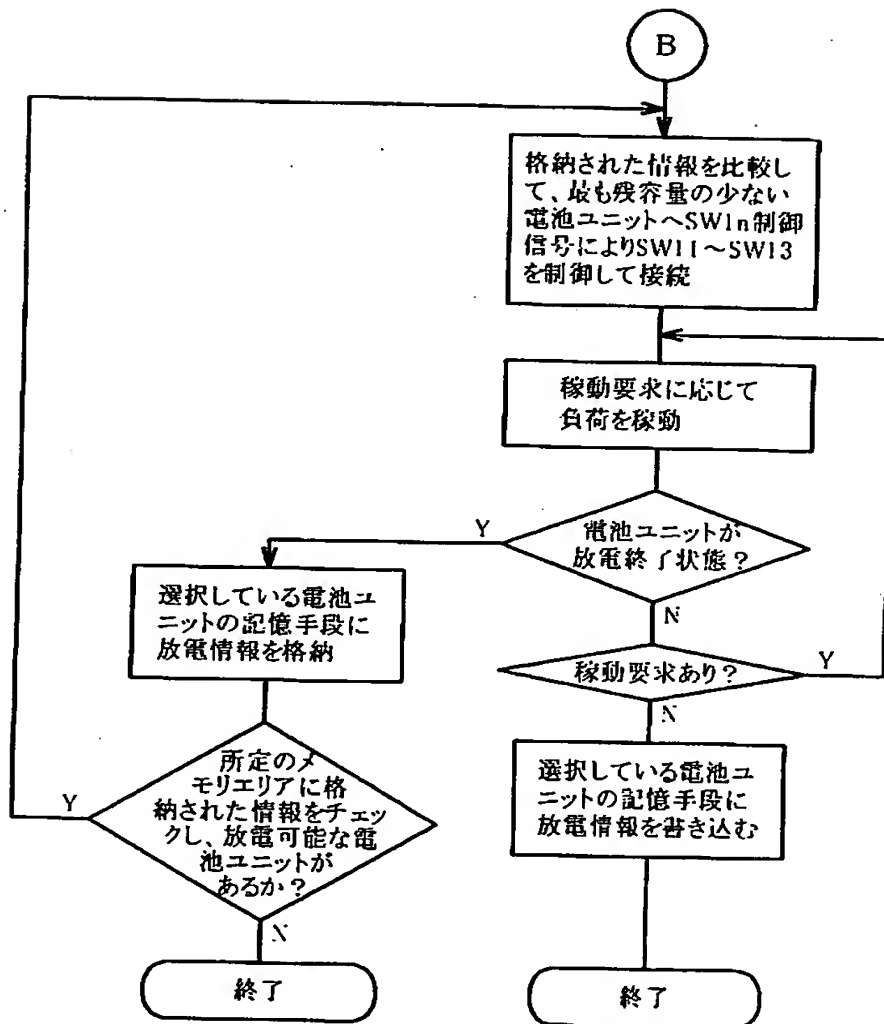 B
格納された情報を比較し
て、最も残容量の少ない
電池ユニットへSW1n制御
信号によりSW11～SW13
を制御して接続
稼動要求に応じて
負荷を稼動
電池ユニットが
放電終了状態？
Y
N
選択している電池ユ
ニットの記憶手段に
放電情報を格納
稼動要求あり？
Y
N
所定のメ
モリエリアに格
納された情報をチェッ
クし、放電可能な電
池ユニットが
あるか？
Y
N
選択している電池ユ
ニットの記憶手段に
放電情報を書き込む
終了
終了